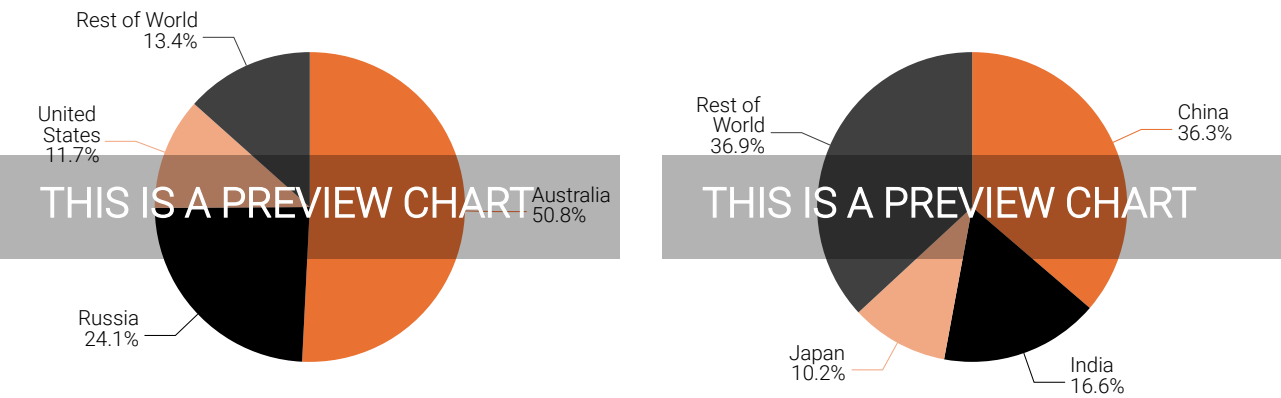 Rest of World
13.4%
United
States
11.7%
THIS IS A PREVIEW CHART
Australia
50.8%
Russia
24.1%
Rest of
World
36.9%
China
36.3%
THIS IS A PREVIEW CHART
Japan
10.2%
India
16.6%